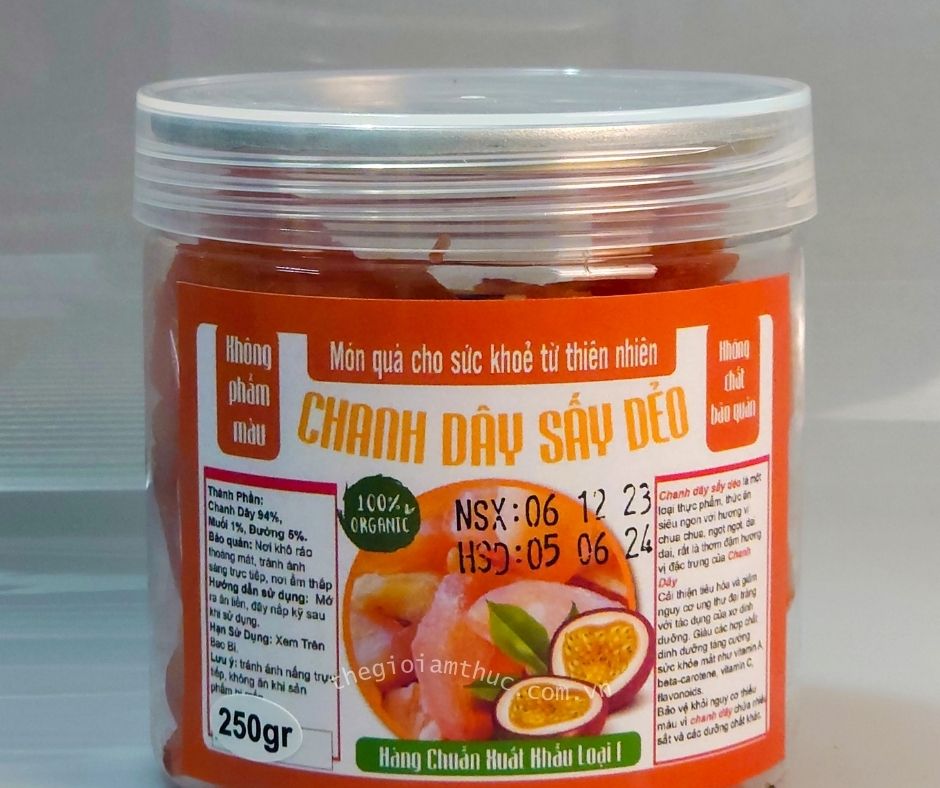 Không
phẩm
màu
Món quà cho sức khoẻ từ thiên nhiên
Không
chất
bảo quản
CHANH DÂY SẤY DẺO
Thành Phần:
Chanh Dây 94%,
Muối 1%, Đường 5%.
Bảo quản: Nơi khô ráo
thoáng mát, tránh ánh
sáng trực tiếp, nơi ẩm thấp
Hướng dẫn sử dụng: Mở
ra ăn liền, đậy nắp kỹ sau
khi sử dụng.
Hạn Sử Dụng: Xem Trên
Bao Bì.
Lưu ý: tránh ánh nắng trực
tiếp, không ăn khi sản
phẩm
250gr
100%
ORGANIC
NSX:06 12 23
HSD:05 06 24
Chanh dây sấy dẻo là một
loại thực phẩm, thức ăn
siêu ngon với hương vị
chua chua, ngọt ngọt, dai
dai, rất là thơm đậm hương
vị đặc trưng của Chanh
Dây
Cải thiện tiêu hóa và giảm
nguy cơ ung thư đại tràng
với tác dụng của xơ dinh
dưỡng. Giàu các hợp chất
dinh dưỡng tăng cường
sức khỏe mắt như vitamin A,
beta-carotene, vitamin C,
flavonoids.
Bảo vệ khỏi nguy cơ thiếu
máu vì chanh dây chứa nhiều
sắt và các dưỡng chất khác.
thegioiamthuc.com.vn
Hàng Chuẩn Xuất Khẩu Loại I